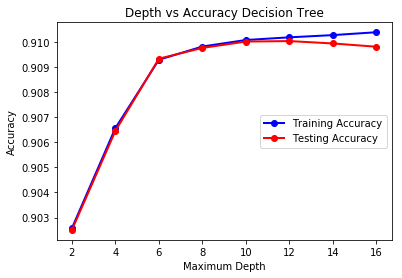 Depth vs Accuracy Decision Tree
0.910
0.909
0.908
0.907
0.906
0.905
0.904
0.903
Accuracy
Training Accuracy
Testing Accuracy
2 4 6 8 10 12 14 16
Maximum Depth